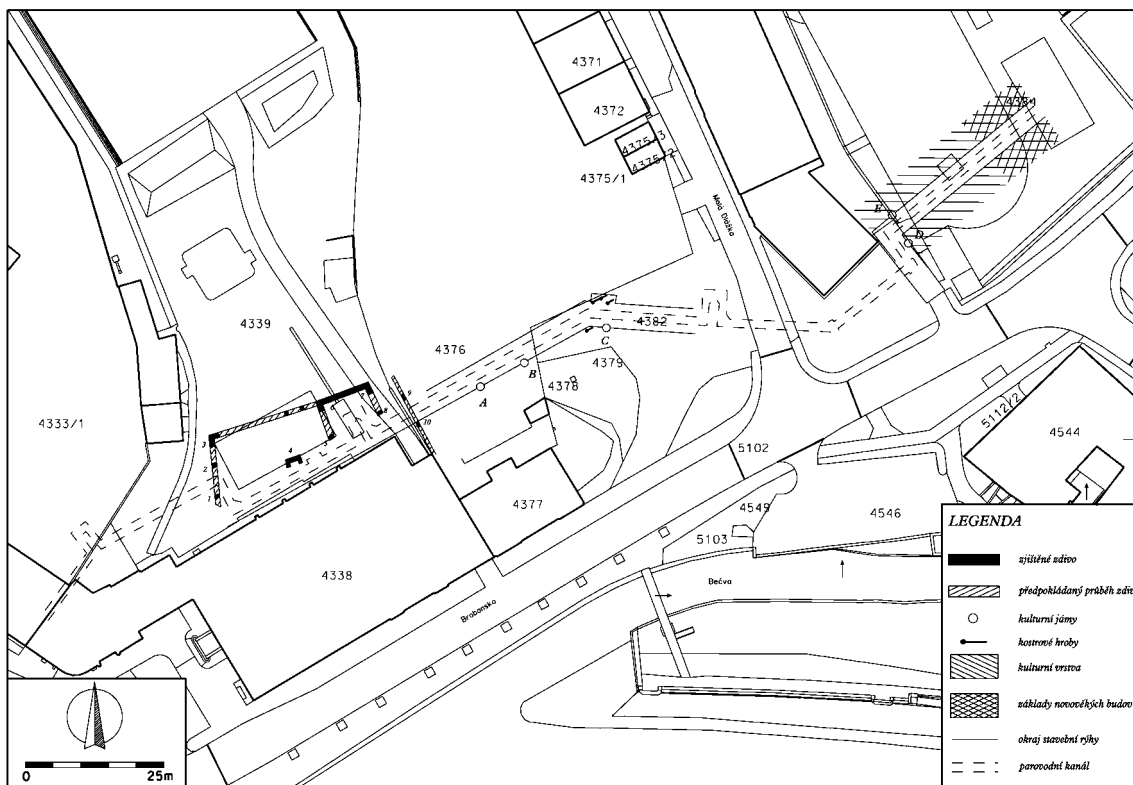 4371
4372
4375/3
4375/2
4375/1
Malá Dlážka
4384
E
D
4339
4376
4382
C
4379
B
4378
A
9
10
7
8
6
5
3
4
2
4333/1
4377
4338
5102
5112/2
4544
4549
4546
5103
Bečva
Brabansko
LEGENDA
zjištěné zdivo
předpokládaný průběh zdiv
kulturní jámy
kostrové hroby
kulturní vrstva
základy novověkých budov
okraj stavební rýhy
parovodní kanál
0 25m